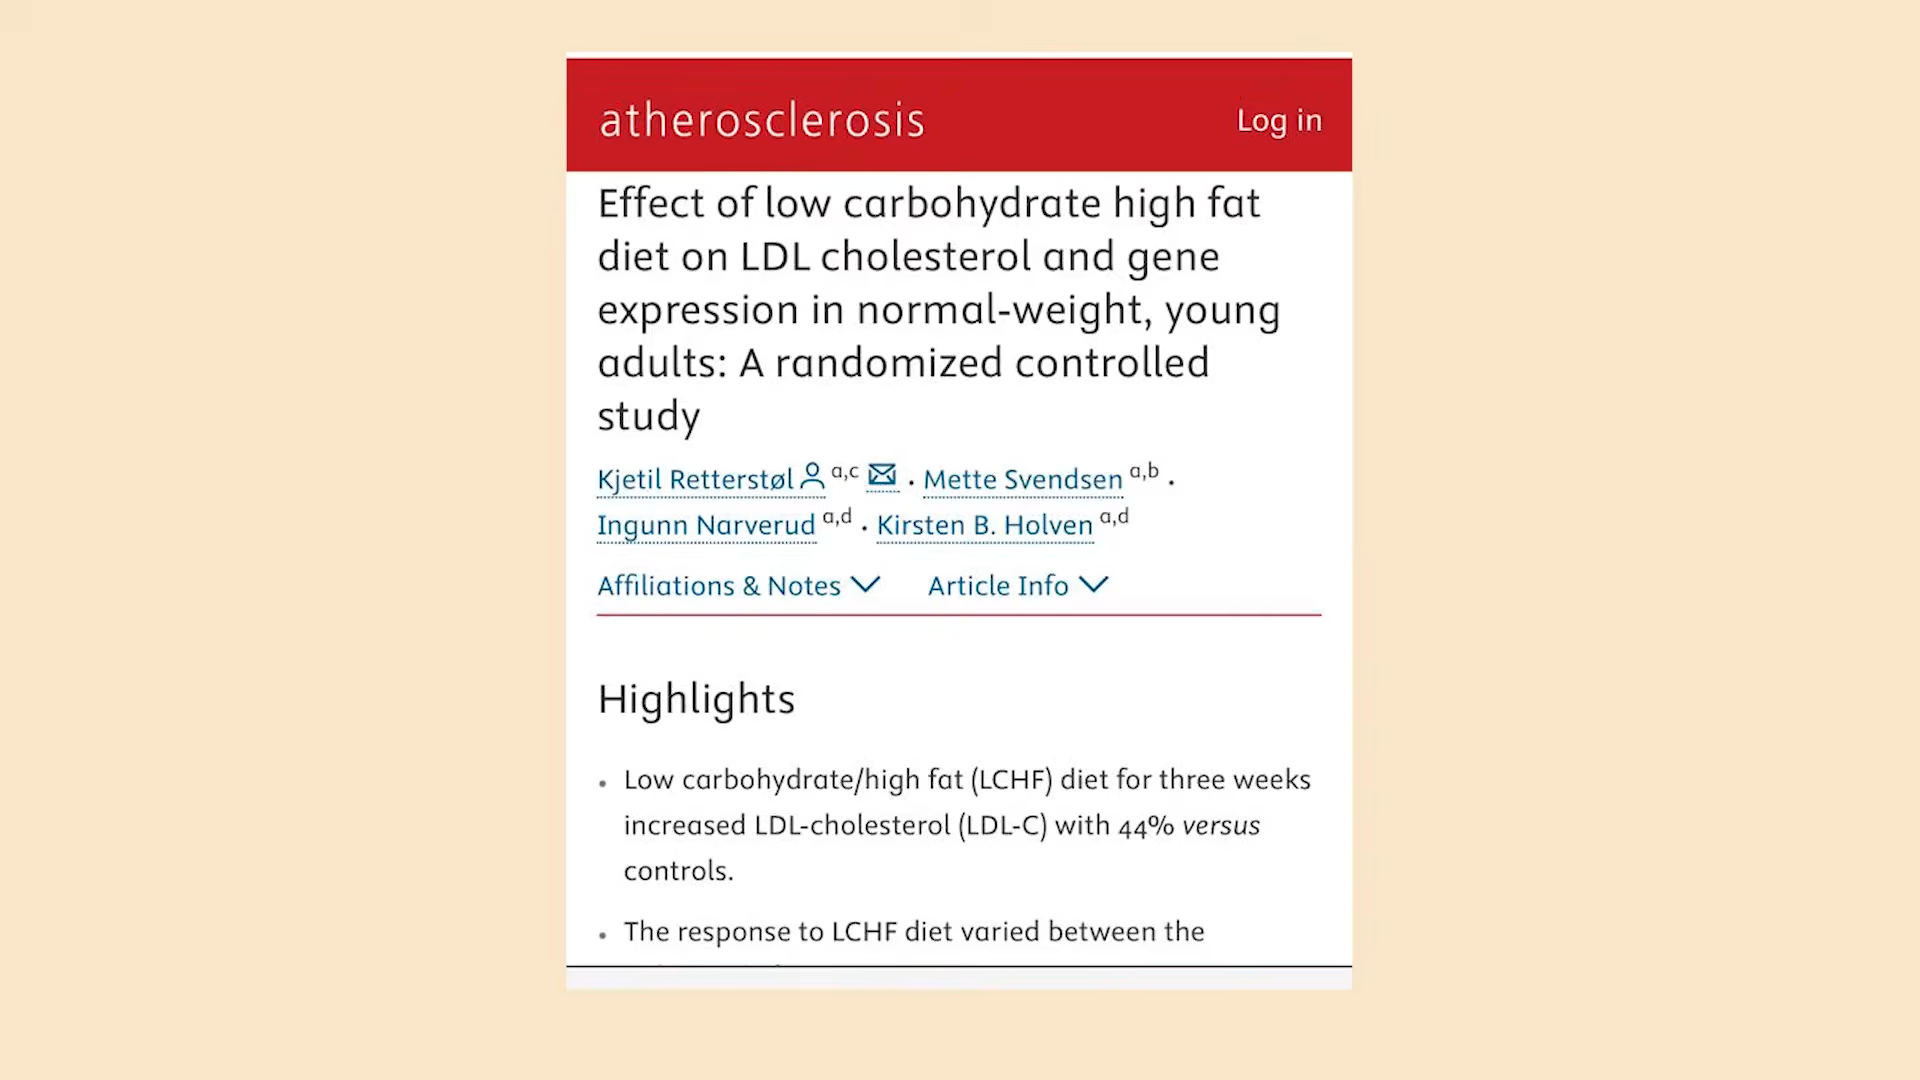 atherosclerosis
Log in
Effect of low carbohydrate high fat
diet on LDL cholesterol and gene
expression in normal-weight, young
adults: A randomized controlled
study
Kjetil Retterstøl a,c · Mette Svendsen a,b ·
Ingunn Narverud a,d · Kirsten B. Holven a,d
Affiliations & Notes
Article Info
Highlights
• Low carbohydrate/high fat (LCHF) diet for three weeks
increased LDL-cholesterol (LDL-C) with 44% versus
controls.
• The response to LCHF diet varied between the